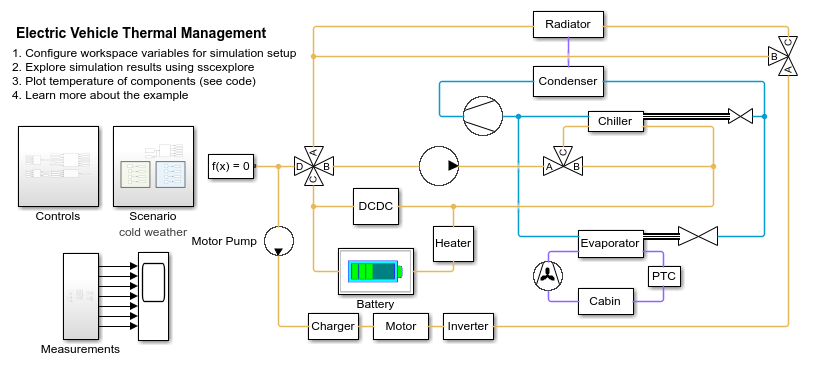 Electric Vehicle Thermal Management
1. Configure workspace variables for simulation setup
2. Explore simulation results using sscexplore
3. Plot temperature of components (see code)
4. Learn more about the example
Radiator
C
B
A
Condenser
Chiller
Controls
Scenario
cold weather
f(x) = 0
A
D
B
C
C
A
B
DCDC
Motor Pump
Heater
Evaporator
PTC
Battery
Cabin
Charger
Motor
Inverter
Measurements